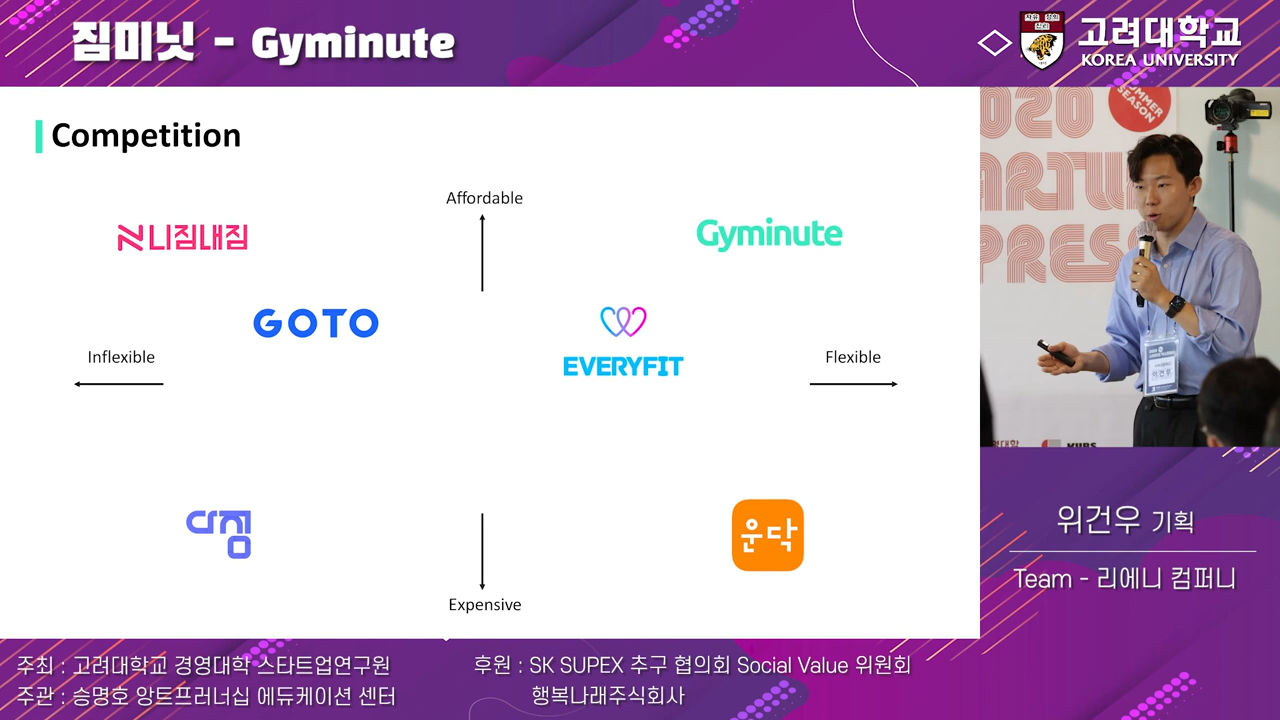 짐미닛 - Gyminute
고려대학교
KOREA UNIVERSITY
Competition
Affordable
니짐내짐
Gyminute
GOTO
EVERYFIT
Inflexible
Flexible
다짐
운닥
Expensive
2020
SUMMER
SEASON
STARTUP
EXPRESS
위건우 기획
Team - 리에니 컴퍼니
주최 : 고려대학교 경영대학 스타트업연구원
주관 : 승명호 앙트프러너십 에듀케이션 센터
후원 : SK SUPEX 추구 협의회 Social Value 위원회
행복나래주식회사